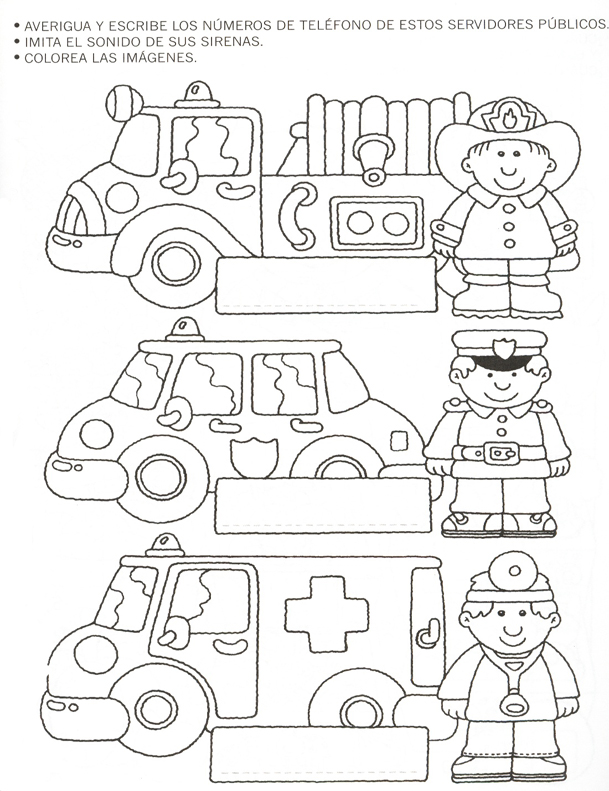 • AVERIGUA Y ESCRIBE LOS NÚMEROS DE TELÉFONO DE ESTOS SERVIDORES PÚBLICOS.
• IMITA EL SONIDO DE SUS SIRENAS.
• COLOREA LAS IMÁGENES.